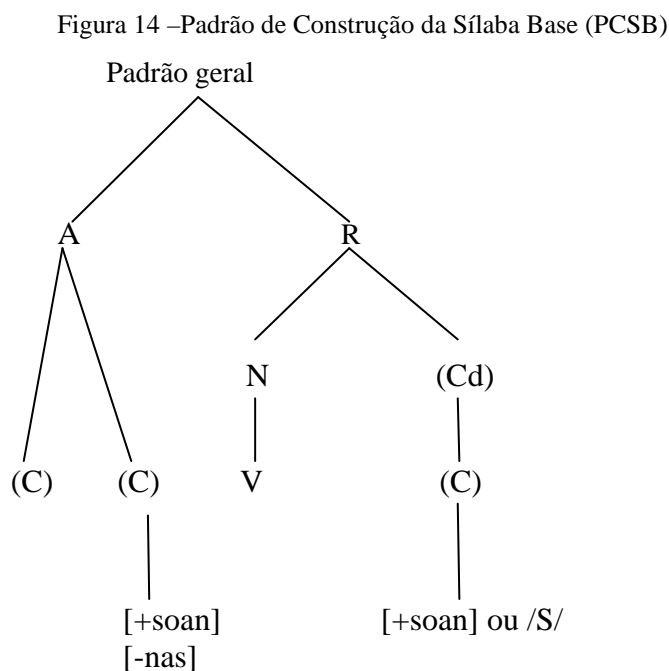 Figura 14 –Padrão de Construção da Sílaba Base (PCSB)
Padrão geral
A R
N (Cd)
(C) (C) V (C)
[+soan] [+soan] ou /S/
[-nas]